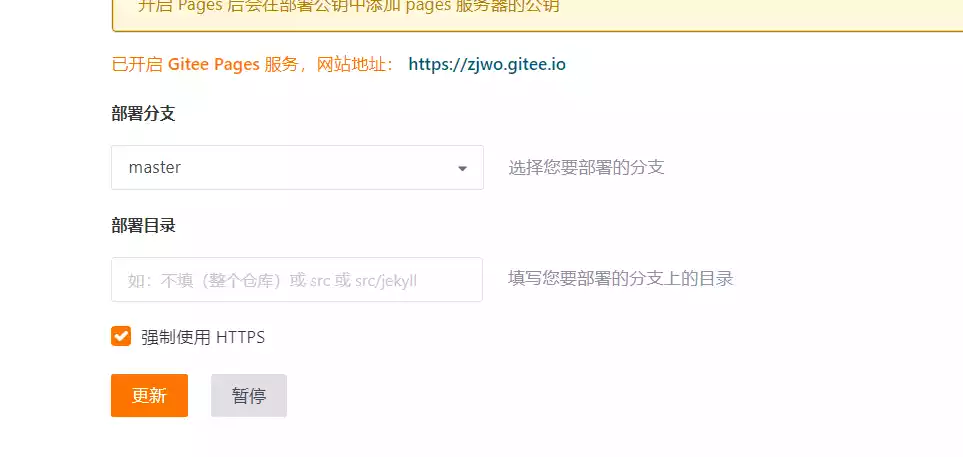 开启 Pages 后会在部署公钥中添加 pages 服务器的公钥
已开启 Gitee Pages 服务，网站地址： https://zjwo.gitee.io
部署分支
master 选择您要部署的分支
部署目录
如：不填（整个仓库）或 src 或 src/jekyll 填写您要部署的分支上的目录
强制使用 HTTPS
更新 暂停